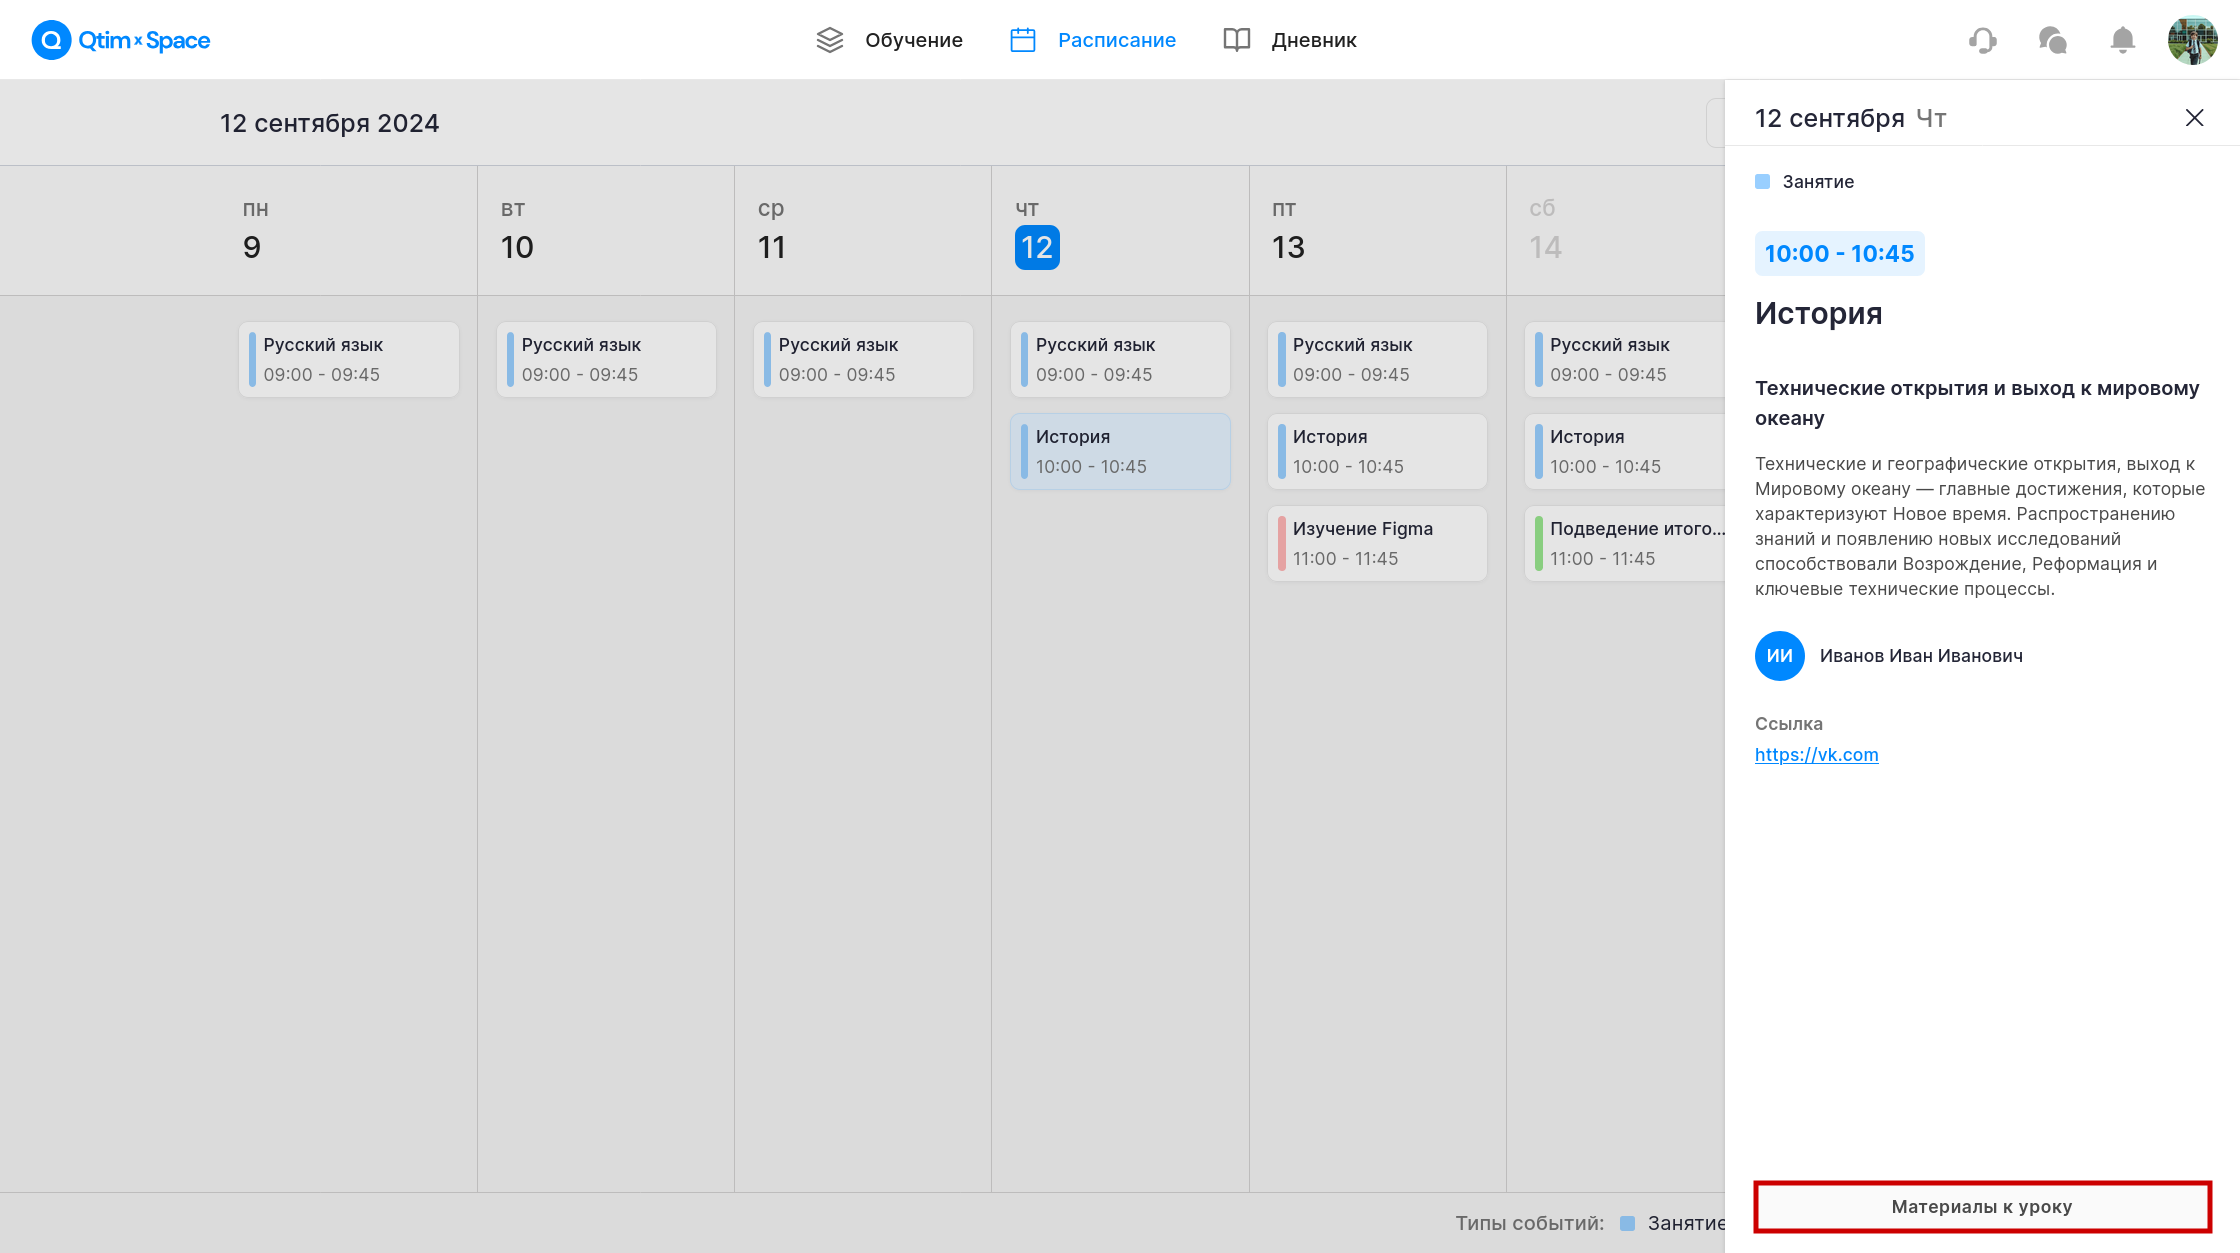 Qtim x Space
Обучение
Расписание
Дневник
12 сентября 2024
пн
9
вт
10
ср
11
чт
12
пт
13
сб
14
Русский язык
09:00 - 09:45
Русский язык
09:00 - 09:45
Русский язык
09:00 - 09:45
Русский язык
09:00 - 09:45
История
10:00 - 10:45
Русский язык
09:00 - 09:45
История
10:00 - 10:45
Изучение Figma
11:00 - 11:45
Русский язык
09:00 - 09:45
История
10:00 - 10:45
Подведение итого...
11:00 - 11:45
Типы событий:
Занятие
12 сентября Чт
Занятие
10:00 - 10:45
История
Технические открытия и выход к мировому
океану
Технические и географические открытия, выход к
Мировому океану — главные достижения, которые
характеризуют Новое время. Распространению
знаний и появлению новых исследований
способствовали Возрождение, Реформация и
ключевые технические процессы.
ИИ
Иванов Иван Иванович
Ссылка
https://vk.com
Материалы к уроку